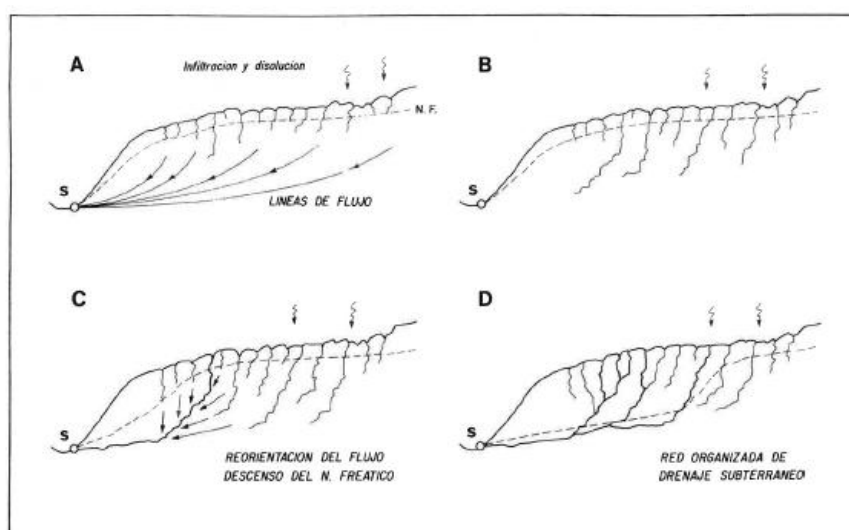 A
Infiltracion y disolucion
N.F.
S
LINEAS DE FLUJO
B
S
C
S
REORIENTACION DEL FLUJO
DESCENSO DEL N. FREATICO
D
S
RED ORGANIZADA DE
DRENAJE SUBTERRANEO